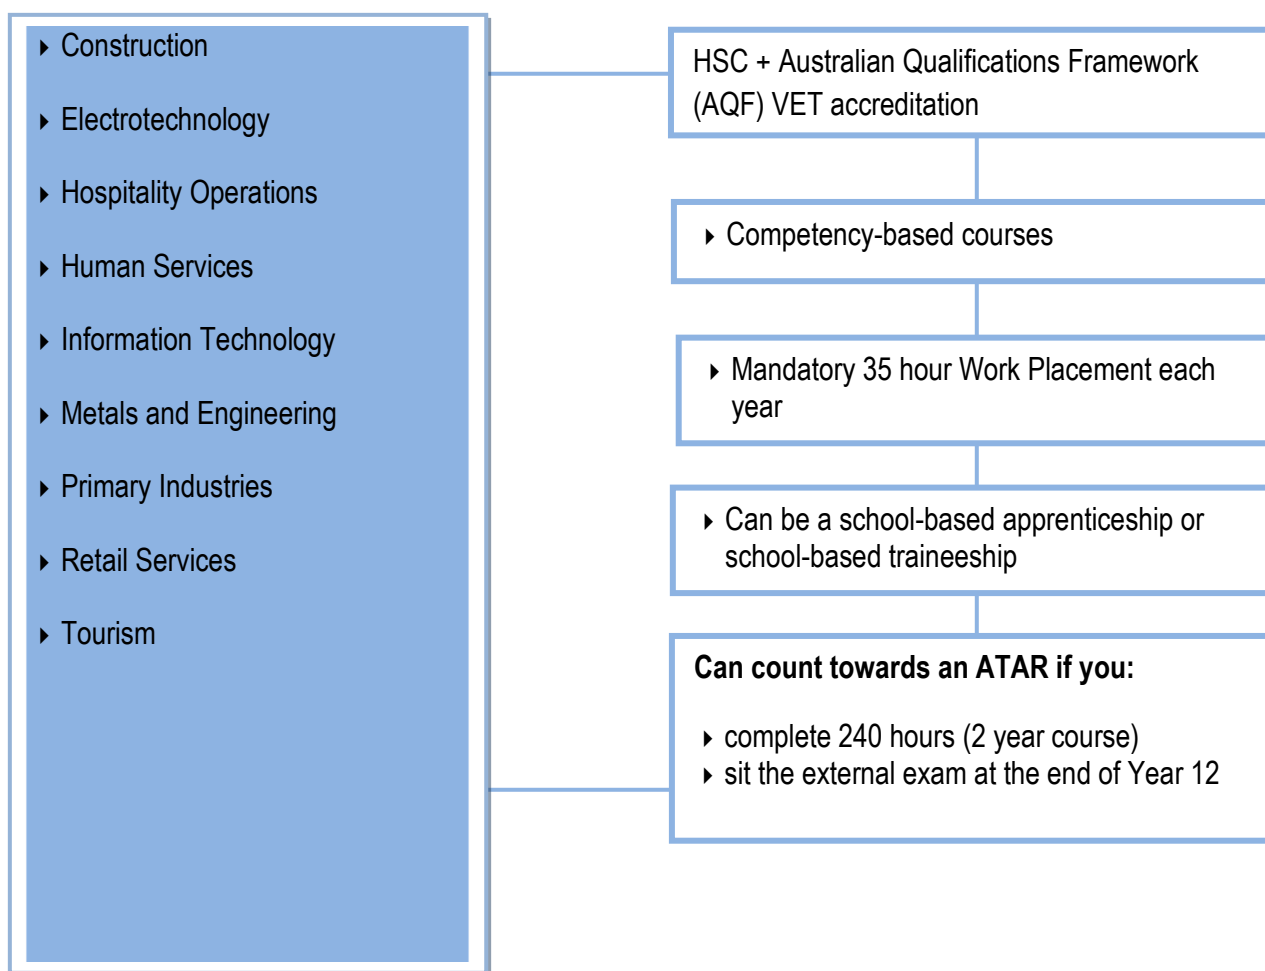 ‣ Construction
‣ Electrotechnology
‣ Hospitality Operations
‣ Human Services
‣ Information Technology
‣ Metals and Engineering
‣ Primary Industries
‣ Retail Services
‣ Tourism
HSC + Australian Qualifications Framework
(AQF) VET accreditation
‣ Competency-based courses
‣ Mandatory 35 hour Work Placement each
year
‣ Can be a school-based apprenticeship or
school-based traineeship
Can count towards an ATAR if you:
‣ complete 240 hours (2 year course)
‣ sit the external exam at the end of Year 12